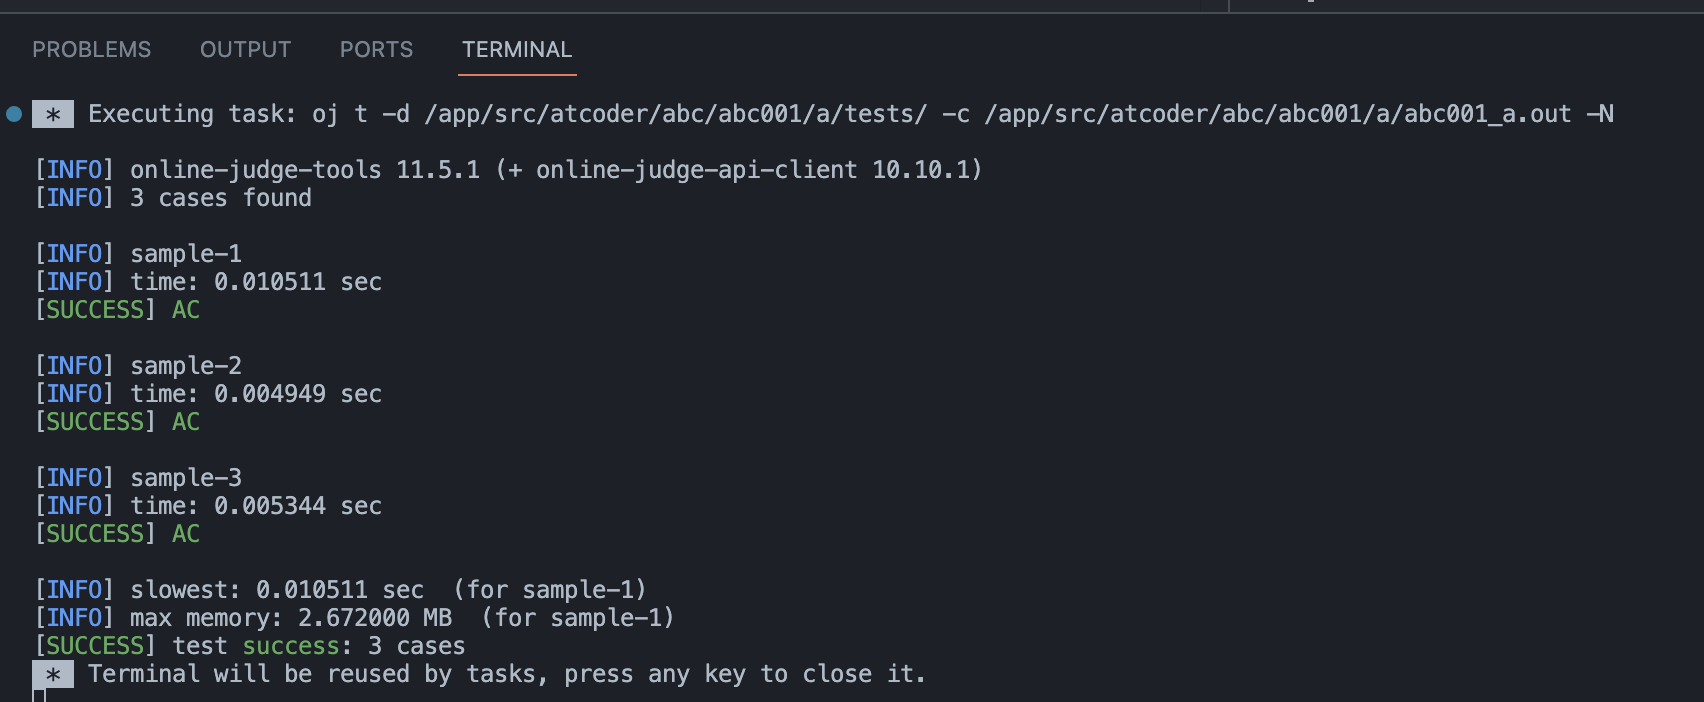 PROBLEMS OUTPUT PORTS TERMINAL
* Executing task: oj t -d /app/src/atcoder/abc/abc001/a/tests/ -c /app/src/atcoder/abc/abc001/a/abc001_a.out -N
[INFO] online-judge-tools 11.5.1 (+ online-judge-api-client 10.10.1)
[INFO] 3 cases found
[INFO] sample-1
[INFO] time: 0.010511 sec
[SUCCESS] AC
[INFO] sample-2
[INFO] time: 0.004949 sec
[SUCCESS] AC
[INFO] sample-3
[INFO] time: 0.005344 sec
[SUCCESS] AC
[INFO] slowest: 0.010511 sec  (for sample-1)
[INFO] max memory: 2.672000 MB  (for sample-1)
[SUCCESS] test success: 3 cases
* Terminal will be reused by tasks, press any key to close it.